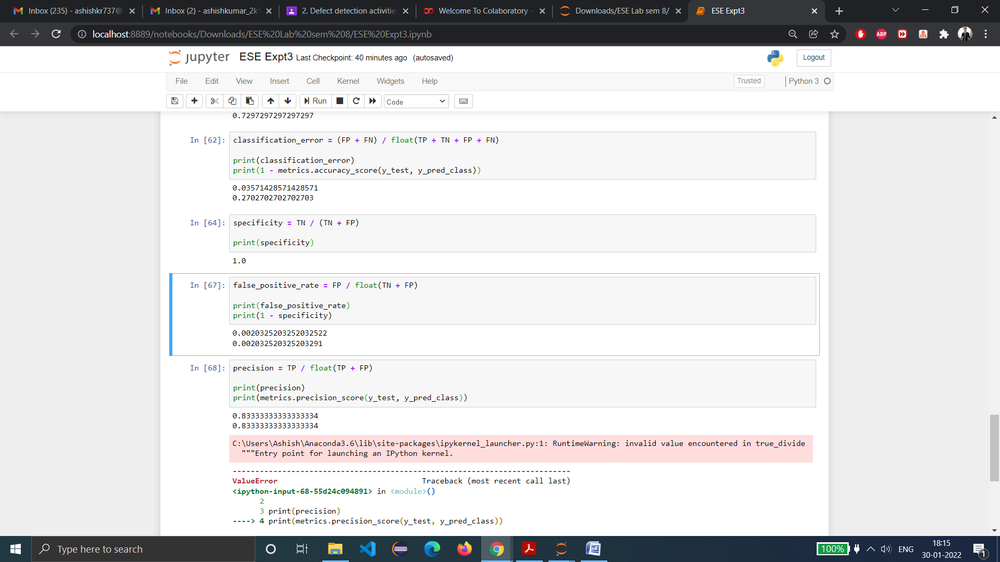 Inbox (235) - ashishkr737@
Inbox (2) - ashishkumar_2k1
2. Defect detection activitie
Welcome To Colaboratory -
Downloads/ESE Lab sem 8/
ESE Expt3
localhost:8889/notebooks/Downloads/ESE%20Lab%20sem%208/ESE%20Expt3.ipynb
ABP
jupyter ESE Expt3 Last Checkpoint: 40 minutes ago (autosaved)
Logout
File Edit View Insert Cell Kernel Widgets Help
Trusted
Python 3
Run
Code
0.7297297297297297
In [62]: classification_error = (FP + FN) / float(TP + TN + FP + FN)
print(classification_error)
print(1 - metrics.accuracy_score(y_test, y_pred_class))
0.03571428571428571
0.2702702702702703
In [64]: specificity = TN / (TN + FP)
print(specificity)
1.0
In [67]: false_positive_rate = FP / float(TN + FP)
print(false_positive_rate)
print(1 - specificity)
0.0020325203252032522
0.002032520325203291
In [68]: precision = TP / float(TP + FP)
print(precision)
print(metrics.precision_score(y_test, y_pred_class))
0.83333333333333334
0.83333333333333334
C:\Users\Ashish\Anaconda3.6\lib\site-packages\ipykernel_launcher.py:1: RuntimeWarning: invalid value encountered in true_divide
"""Entry point for launching an IPython kernel.
---------------------------------------------------------------------------
ValueError Traceback (most recent call last)
<ipython-input-68-55d24c094891> in <module>()
2
3 print(precision)
----> 4 print(metrics.precision_score(y_test, y_pred_class))
Type here to search
100%
ENG
18:15
30-01-2022
1